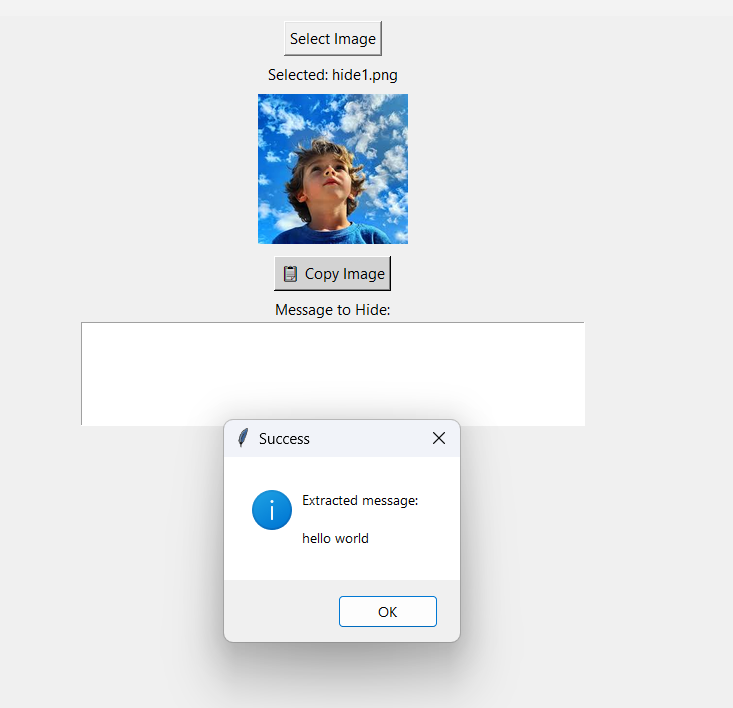 Select Image
Selected: hide1.png
Copy Image
Message to Hide:
Success
Extracted message:
hello world
OK